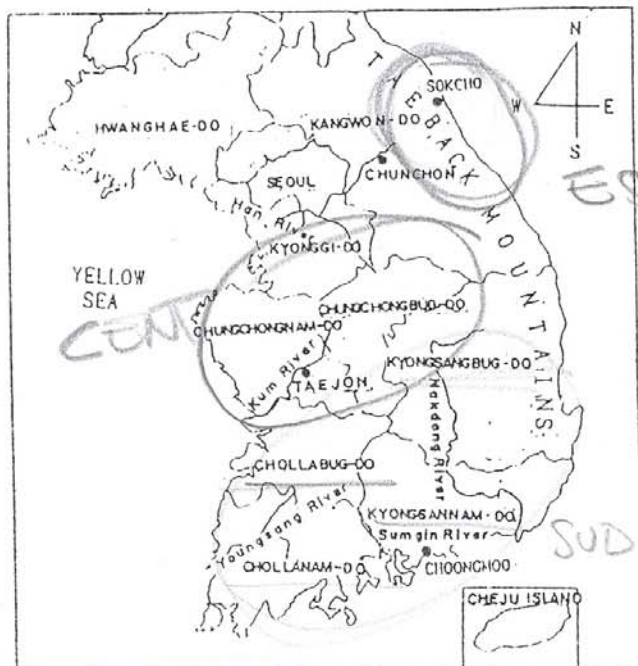 N
SOKCHO
W
E
HWANGHAE-DO
KANGWON-DO
S
CHUNCHON
SEOUL
ES
Han River
KYONGGI-DO
TAEBACK MOUNTAINS
YELLOW
SEA
CENT
CHUNGCHONGBUG-DO
CHUNGCHONGNAM-DO
KYONGSANGBUG-DO
Kum River
TAEJON
Nakdong River
CHOLLABUG-DO
Youngsang River
KYONGSANNAM-DO
Sumgin River
SUD
CHOLLANAM-DO
CHOONGMOO
CHEJU ISLAND